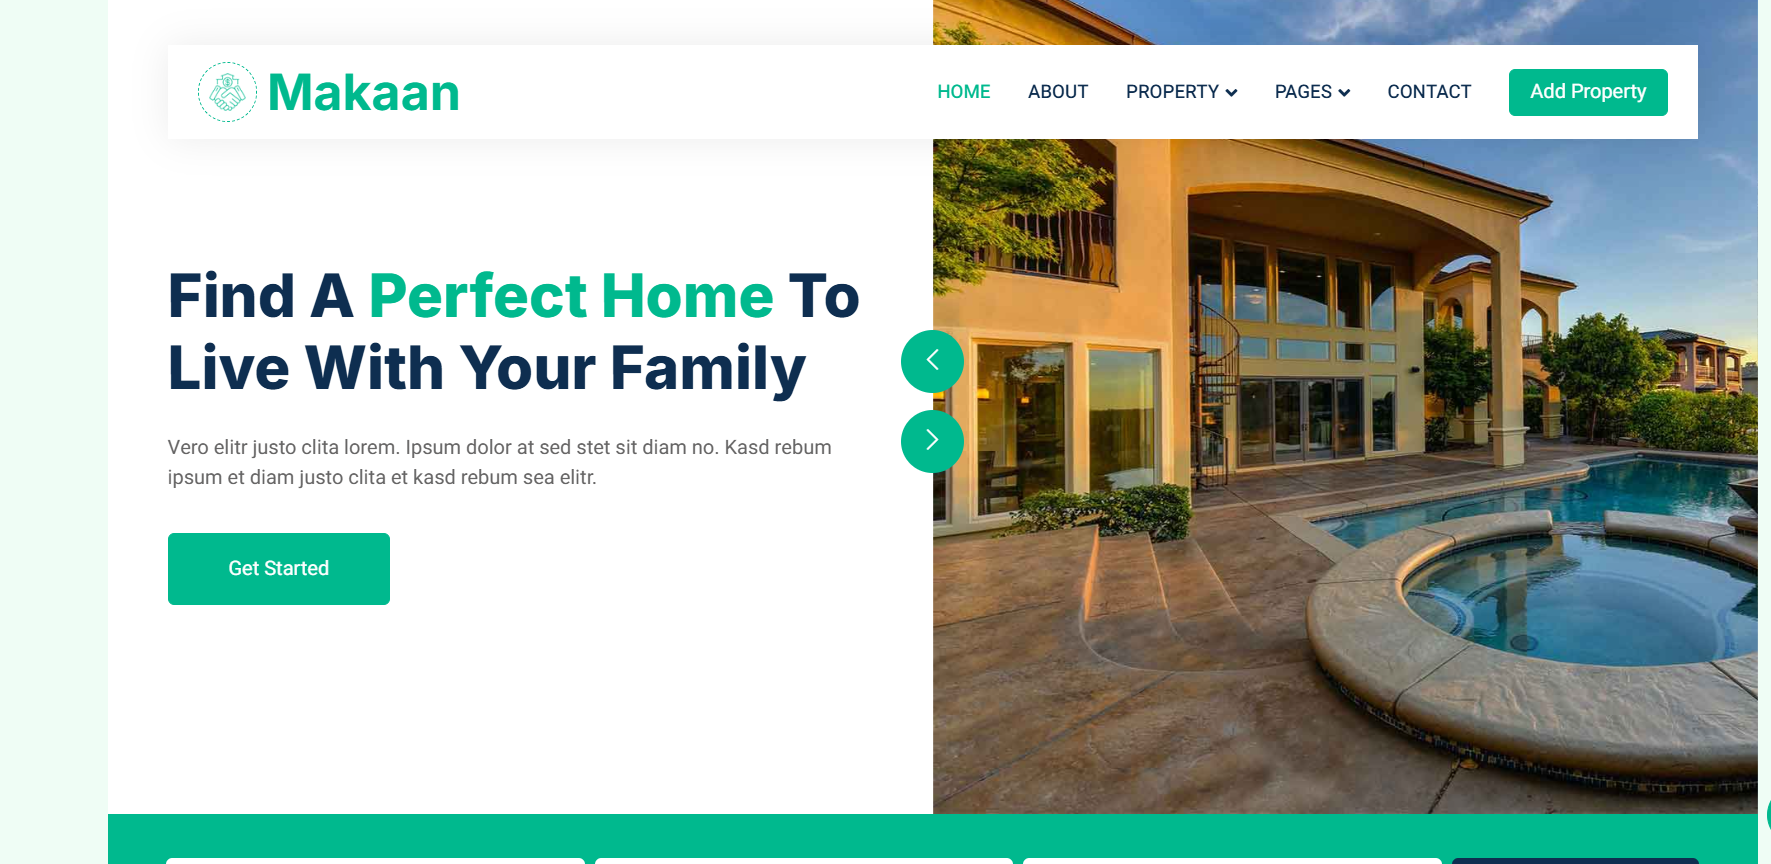 Makaan
HOME ABOUT PROPERTY PAGES CONTACT Add Property
Find A Perfect Home To
Live With Your Family
Vero elitr justo clita lorem. Ipsum dolor at sed stet sit diam no. Kasd rebum
ipsum et diam justo clita et kasd rebum sea elitr.
Get Started